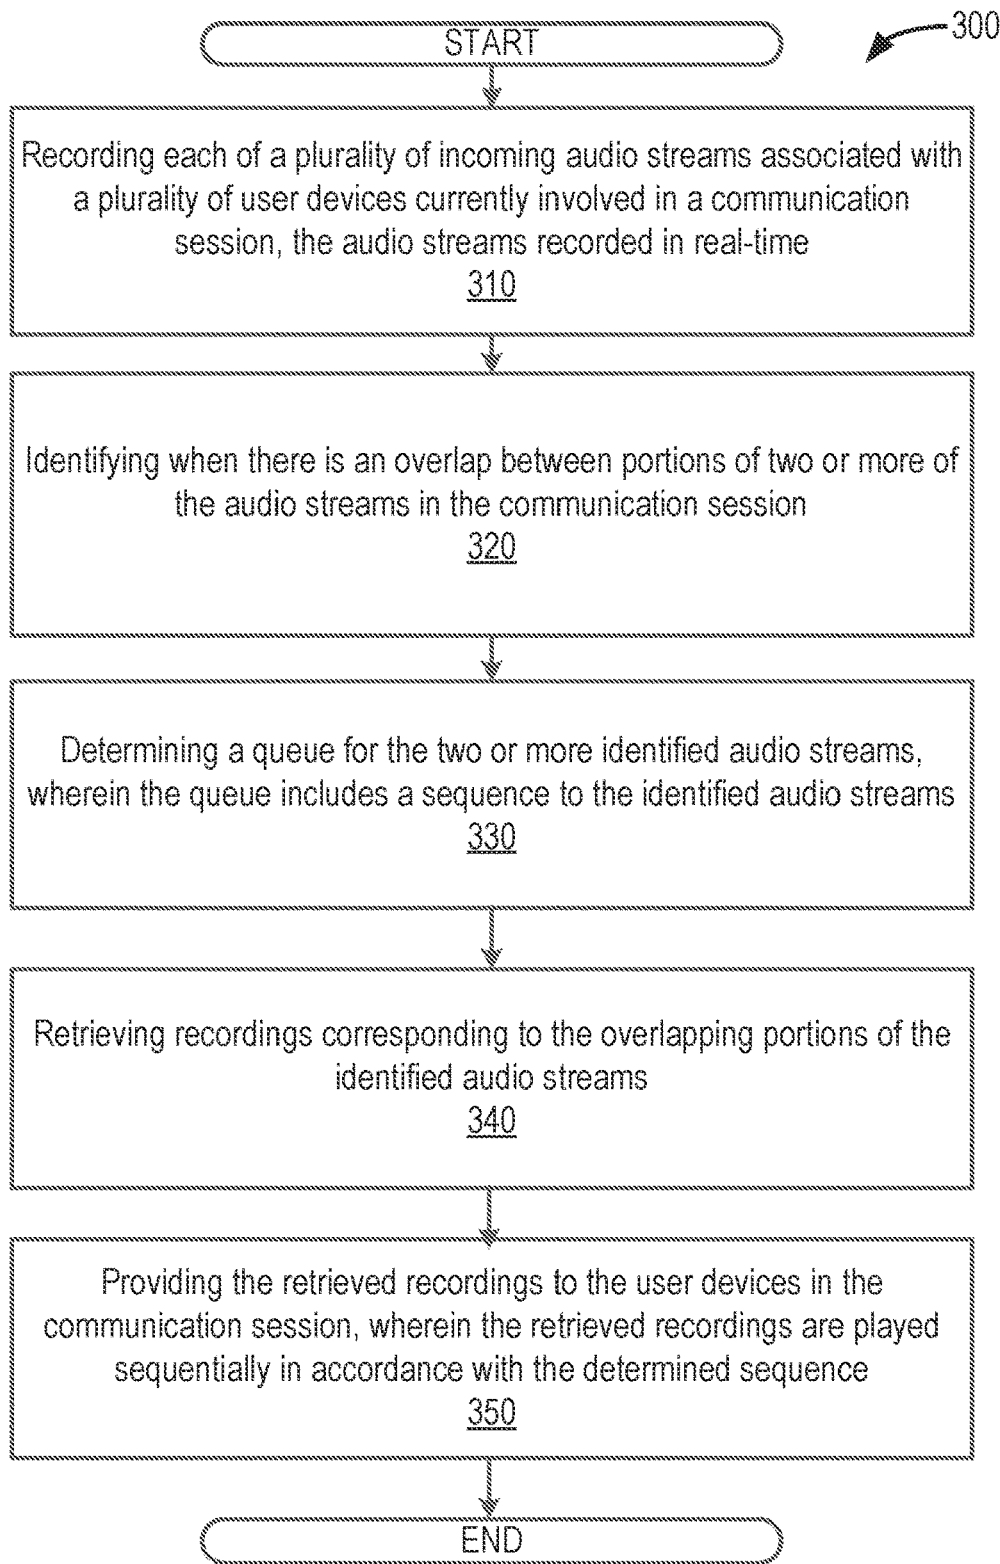 START
300
Recording each of a plurality of incoming audio streams associated with
a plurality of user devices currently involved in a communication
session, the audio streams recorded in real-time
310
Identifying when there is an overlap between portions of two or more of
the audio streams in the communication session
320
Determining a queue for the two or more identified audio streams,
wherein the queue includes a sequence to the identified audio streams
330
Retrieving recordings corresponding to the overlapping portions of the
identified audio streams
340
Providing the retrieved recordings to the user devices in the
communication session, wherein the retrieved recordings are played
sequentially in accordance with the determined sequence
350
END